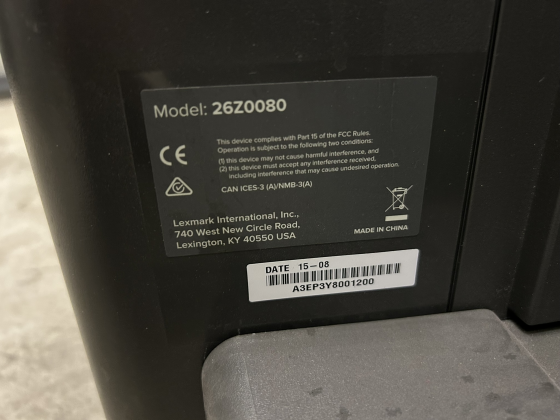 Model: 26Z0080
This device complies with Part 15 of the FCC Rules.
Operation is subject to the following two conditions:
(1) this device may not cause harmful interference, and
(2) this device must accept any interference received,
including interference that may cause undesired operation.
CE
CAN ICES-3 (A)/NMB-3(A)
Lexmark International, Inc.,
740 West New Circle Road,
Lexington, KY 40550 USA
MADE IN CHINA
DATE 15-08
A3EP3Y8001200